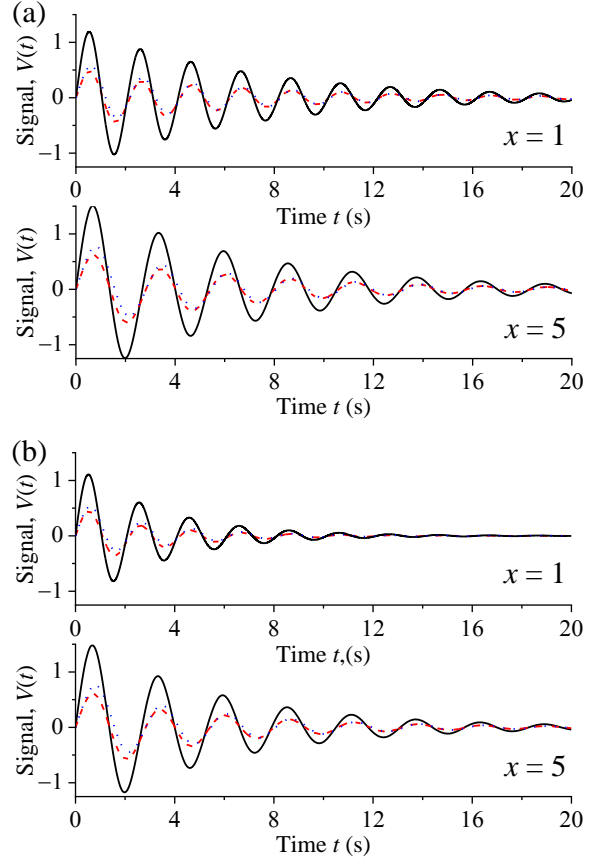 (a)
Signal, V(t)
1
0
−1
x = 1
0 4 8 12 16 20
Time t (s)
Signal, V(t)
1
0
−1
x = 5
0 4 8 12 16 20
Time t (s)
(b)
Signal, V(t)
1
0
−1
x = 1
0 4 8 12 16 20
Time t,(s)
Signal, V(t)
1
0
−1
x = 5
0 4 8 12 16 20
Time t (s)